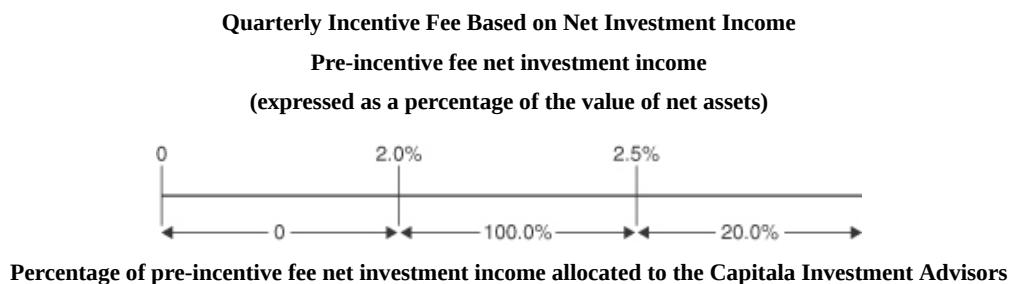 Quarterly Incentive Fee Based on Net Investment Income
Pre-incentive fee net investment income
(expressed as a percentage of the value of net assets)
0 2.0% 2.5%
0 100.0% 20.0%
Percentage of pre-incentive fee net investment income allocated to the Capitala Investment Advisors